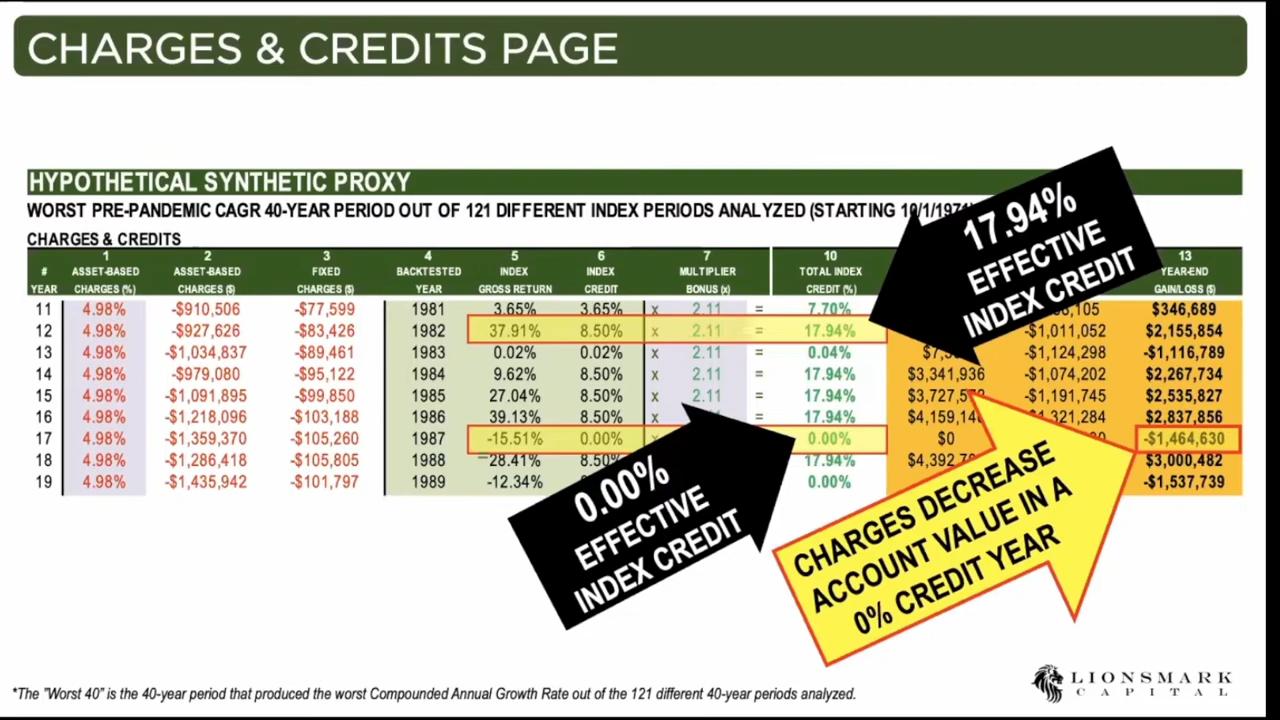 CHARGES & CREDITS PAGE
HYPOTHETICAL SYNTHETIC PROXY
WORST PRE-PANDEMIC CAGR 40-YEAR PERIOD OUT OF 121 DIFFERENT INDEX PERIODS ANALYZED (STARTING
CHARGES & CREDITS
1 2 3 4 5 6 7 10 13
# ASSET-BASED ASSET-BASED FIXED BACKTESTED INDEX INDEX MULTIPLIER TOTAL INDEX YEAR-END
YEAR CHARGES (%) CHARGES ($) CHARGES ($) YEAR GROSS RETURN CREDIT BONUS (x) CREDIT (%) GAIN/LOSS ($)
11 4.98% -$910,506 -$77,599 1981 3.65% 3.65% x 2.11 = 7.70% $346,689
12 4.98% -$927,626 -$83,426 1982 37.91% 8.50% x 2.11 = 17.94% -$1,011,052 $2,155,854
13 4.98% -$1,034,837 -$89,461 1983 0.02% 0.02% x 2.11 = 0.04% -$1,124,298 -$1,116,789
14 4.98% -$979,080 -$95,122 1984 9.62% 8.50% x 2.11 = 17.94% $3,341,936 -$1,074,202 $2,267,734
15 4.98% -$1,091,895 -$99,850 1985 27.04% 8.50% x 2.11 = 17.94% -$1,191,745 $2,535,827
16 4.98% -$1,218,096 -$103,188 1986 39.13% 8.50% x = 17.94% $2,837,856
17 4.98% -$1,359,370 -$105,260 1987 -15.51% 0.00% 0.00% $0 -$1,464,630
18 4.98% -$1,286,418 -$105,805 1988 28.41% 17.94% $3,000,482
19 4.98% -$1,435,942 -$101,797 1989 -12.34% 0.00% -$1,537,739
17.94%
EFFECTIVE
INDEX CREDIT
0.00%
EFFECTIVE
INDEX CREDIT
CHARGES DECREASE
ACCOUNT VALUE IN A
0% CREDIT YEAR
*The "Worst 40" is the 40-year period that produced the worst Compounded Annual Growth Rate out of the 121 different 40-year periods analyzed.
LIONSMARK
CAPITAL